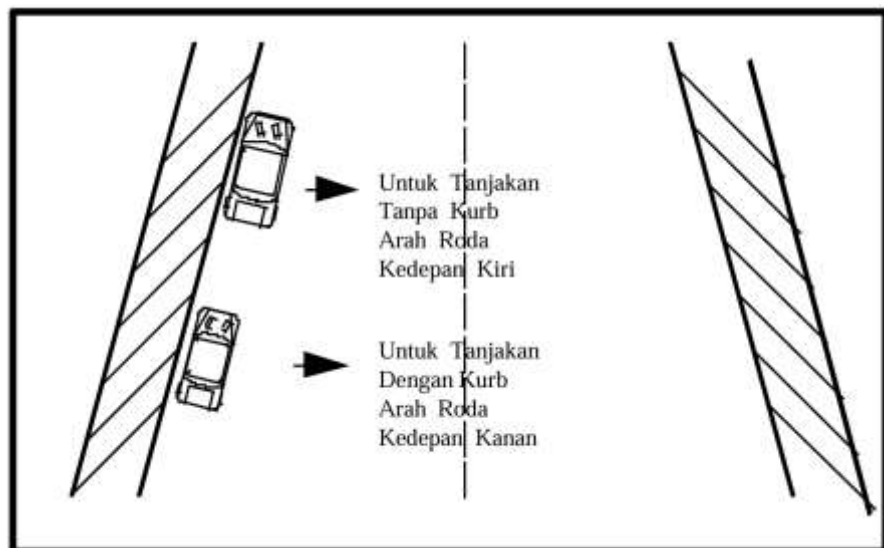 Untuk Tanjakan
Tanpa Kurb
Arah Roda
Kedepan Kiri
Untuk Tanjakan
Dengan Kurb
Arah Roda
Kedepan Kanan